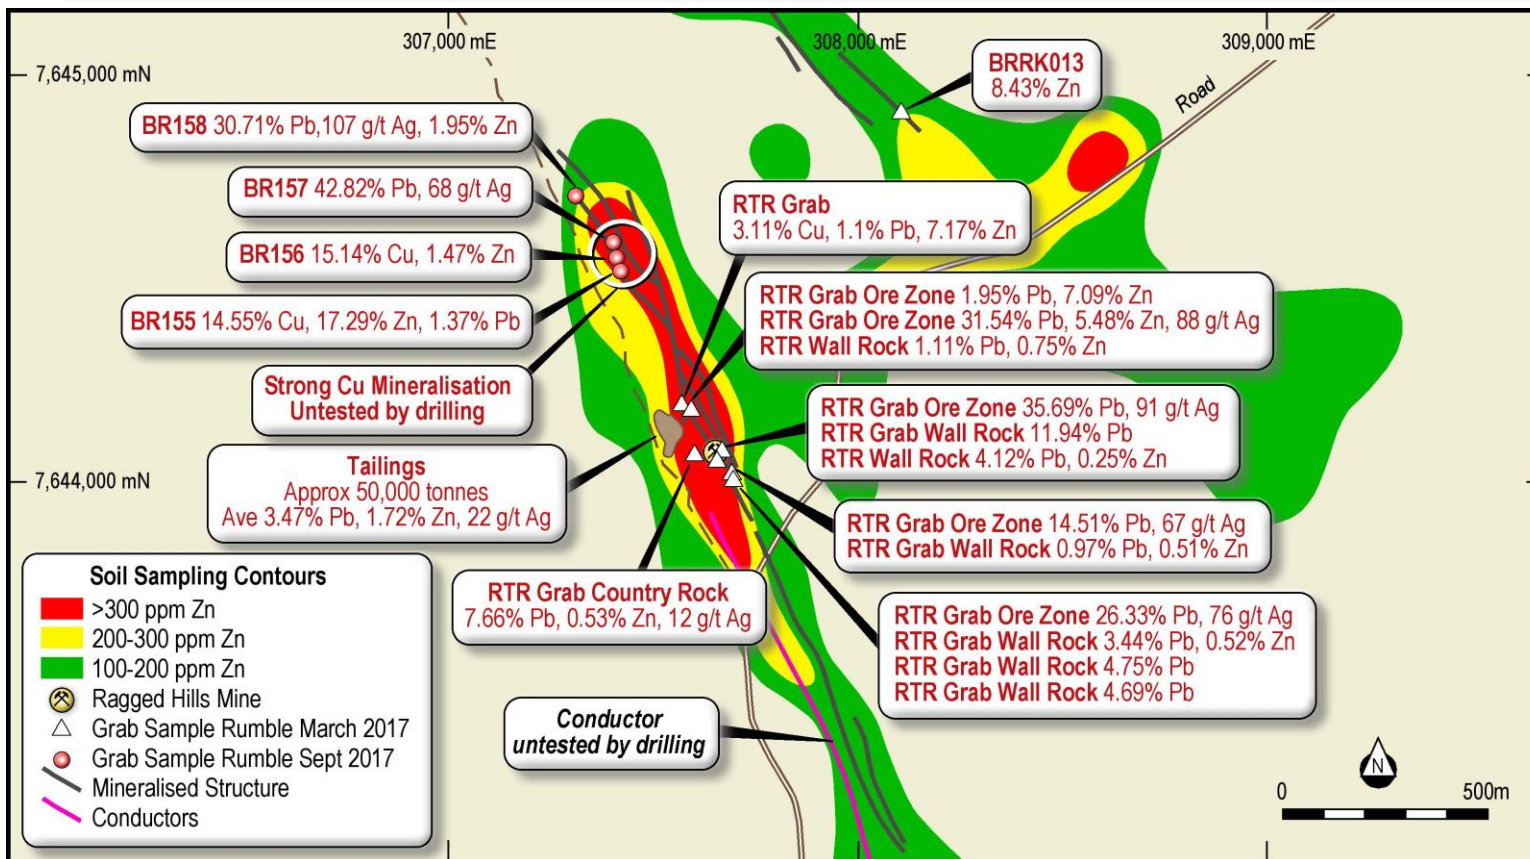 307,000 mE
308,000 mE
309,000 mE
7,645,000 mN
BRRK013
8.43% Zn
Road
BR158 30.71% Pb,107 g/t Ag, 1.95% Zn
BR157 42.82% Pb, 68 g/t Ag
RTR Grab
3.11% Cu, 1.1% Pb, 7.17% Zn
BR156 15.14% Cu, 1.47% Zn
BR155 14.55% Cu, 17.29% Zn, 1.37% Pb
RTR Grab Ore Zone 1.95% Pb, 7.09% Zn
RTR Grab Ore Zone 31.54% Pb, 5.48% Zn, 88 g/t Ag
RTR Wall Rock 1.11% Pb, 0.75% Zn
Strong Cu Mineralisation
Untested by drilling
RTR Grab Ore Zone 35.69% Pb, 91 g/t Ag
RTR Grab Wall Rock 11.94% Pb
RTR Wall Rock 4.12% Pb, 0.25% Zn
Tailings
Approx 50,000 tonnes
Ave 3.47% Pb, 1.72% Zn, 22 g/t Ag
7,644,000 mN
RTR Grab Ore Zone 14.51% Pb, 67 g/t Ag
RTR Grab Wall Rock 0.97% Pb, 0.51% Zn
RTR Grab Country Rock
7.66% Pb, 0.53% Zn, 12 g/t Ag
RTR Grab Ore Zone 26.33% Pb, 76 g/t Ag
RTR Grab Wall Rock 3.44% Pb, 0.52% Zn
RTR Grab Wall Rock 4.75% Pb
RTR Grab Wall Rock 4.69% Pb
Conductor
untested by drilling
Soil Sampling Contours
>300 ppm Zn
200-300 ppm Zn
100-200 ppm Zn
Ragged Hills Mine
Grab Sample Rumble March 2017
Grab Sample Rumble Sept 2017
Mineralised Structure
Conductors
N
0
500m